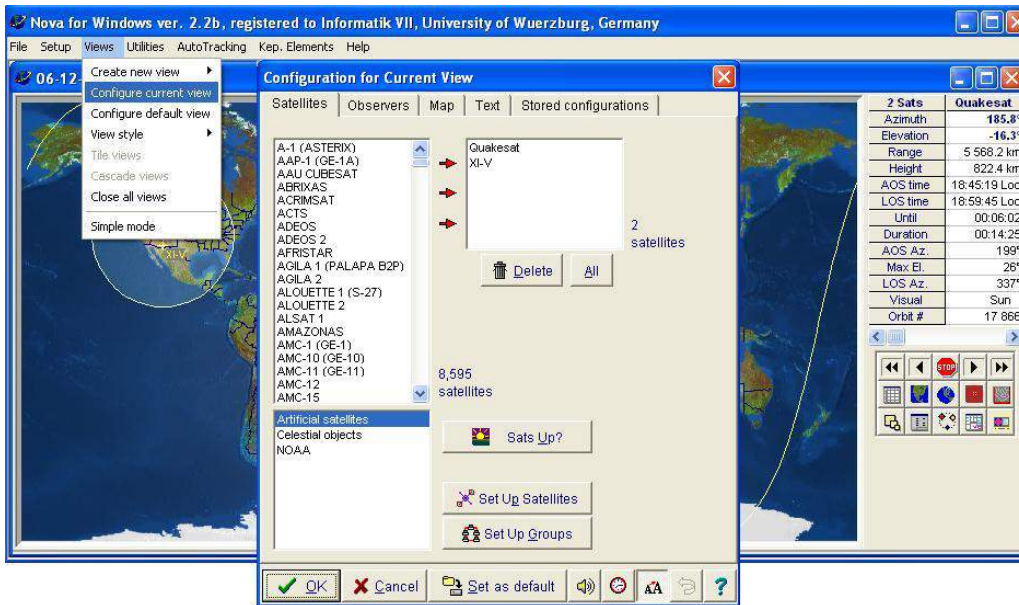 Nova for Windows ver. 2.2b, registered to Informatik VII, University of Wuerzburg, Germany
File Setup Views Utilities AutoTracking Kep. Elements Help
06-12-
Create new view
Configure current view
Configure default view
View style
Tile views
Cascade views
Close all views
Simple mode
XI-V
Configuration for Current View
Satellites Observers Map Text Stored configurations
A-1 (ASTERIX)
AAP-1 (GE-1A)
AAU CUBESAT
ABRIXAS
ACRIMSAT
ACTS
ADEOS
ADEOS 2
AFRISTAR
AGILA 1 (PALAPA B2P)
AGILA 2
ALOUETTE 1 (S-27)
ALOUETTE 2
ALSAT 1
AMAZONAS
AMC-1 (GE-1)
AMC-10 (GE-10)
AMC-11 (GE-11)
AMC-12
AMC-15
8,595
satellites
Quakesat
XI-V
2
satellites
Delete All
Artificial satellites
Celestial objects
NOAA
Sats Up?
Set Up Satellites
Set Up Groups
OK Cancel Set as default AA ?
2 Sats Quakesat
Azimuth 185.8°
Elevation -16.3°
Range 5 568.2 km
Height 822.4 km
AOS time 18:45:19 Loc
LOS time 18:59:45 Loc
Until 00:06:02
Duration 00:14:25
AOS Az. 199°
Max El. 26°
LOS Az. 337°
Visual Sun
Orbit # 17 866
STOP